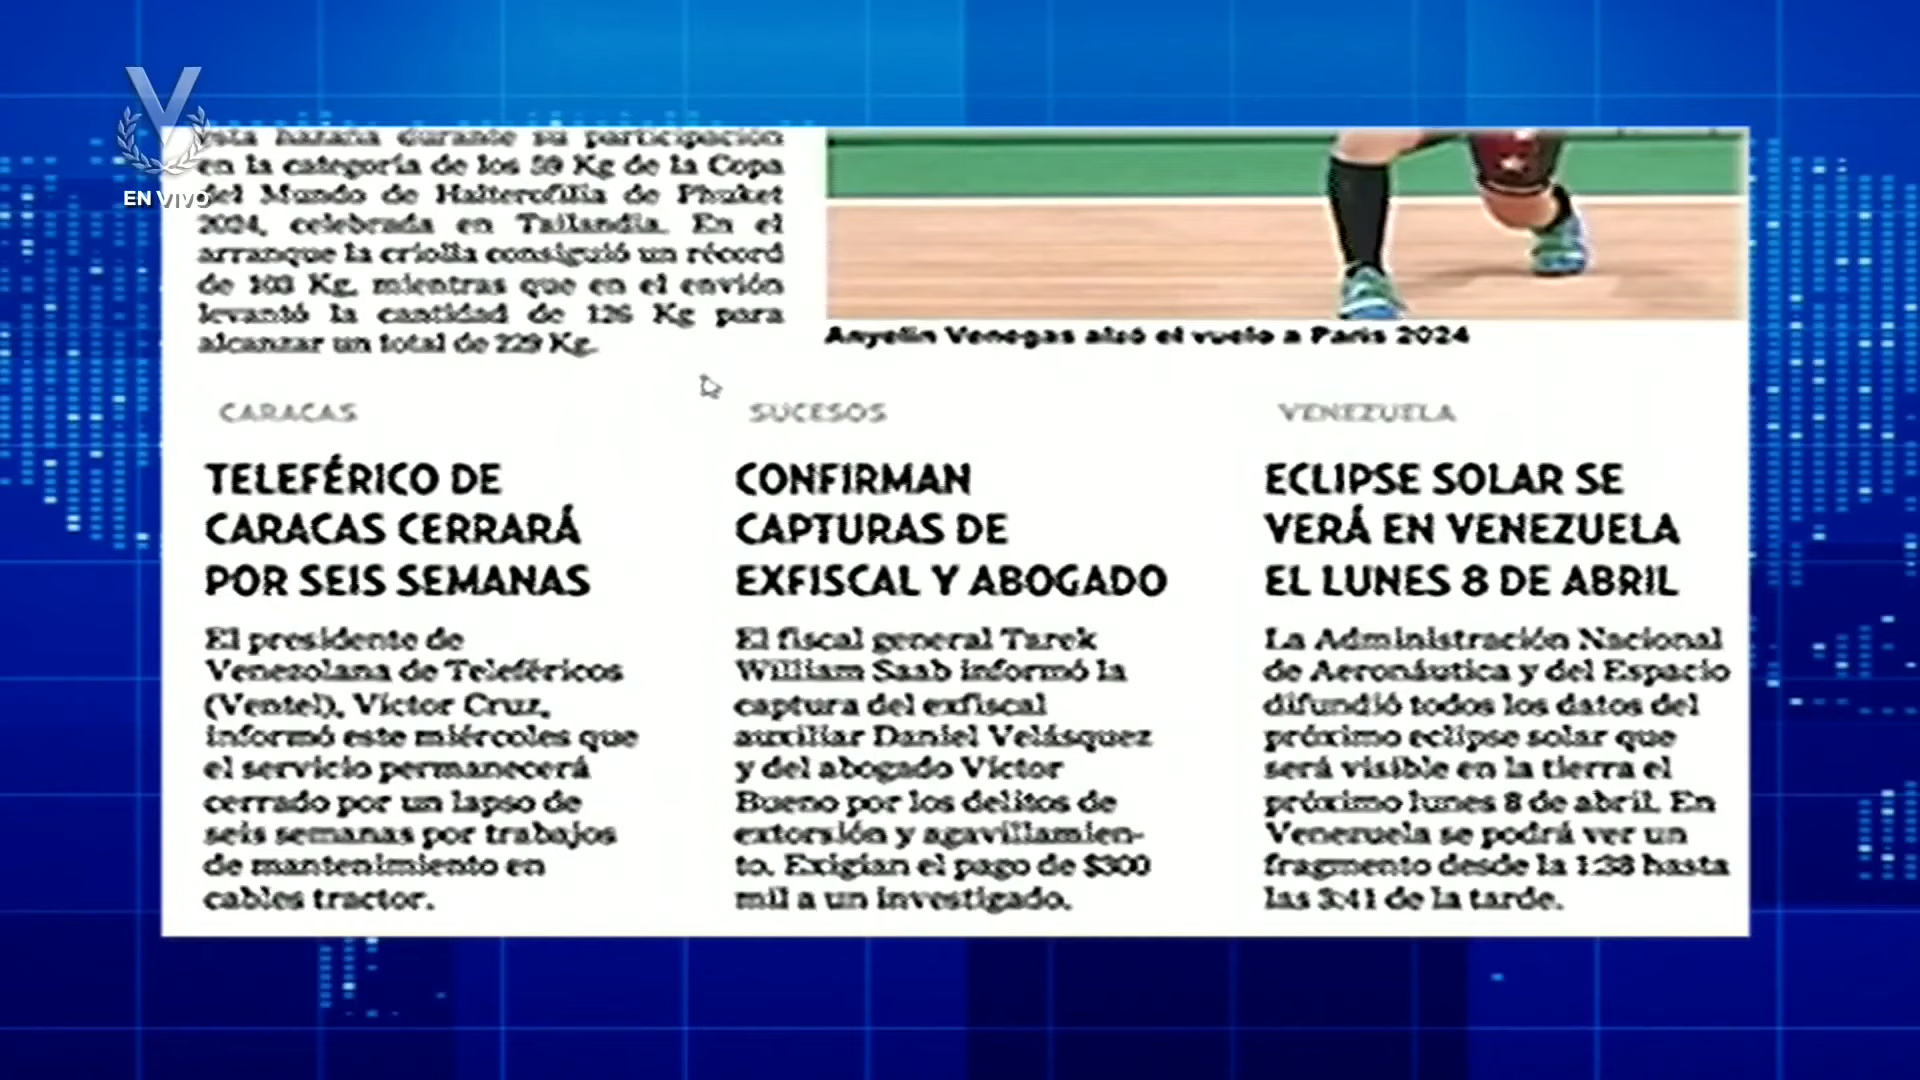 V
EN VIVO
esta hazaña durante su participación
en la categoría de los 59 Kg de la Copa
del Mundo de Halterofilia de Phuket
2024, celebrada en Tailandia. En el
arranque la criolla consiguió un récord
de 103 Kg, mientras que en el envión
levantó la cantidad de 126 Kg para
alcanzar un total de 229 Kg.
Anyelin Venegas alzó el vuelo a Paris 2024
CARACAS
TELEFÉRICO DE
CARACAS CERRARÁ
POR SEIS SEMANAS
El presidente de
Venezolana de Teleféricos
(Ventel), Víctor Cruz,
informó este miércoles que
el servicio permanecerá
cerrado por un lapso de
seis semanas por trabajos
de mantenimiento en
cables tractor.
SUCESOS
CONFIRMAN
CAPTURAS DE
EXFISCAL Y ABOGADO
El fiscal general Tarek
William Saab informó la
captura del exfiscal
auxiliar Daniel Velásquez
y del abogado Víctor
Bueno por los delitos de
extorsión y agavillamien-
to. Exigían el pago de $300
mil a un investigado.
VENEZUELA
ECLIPSE SOLAR SE
VERÁ EN VENEZUELA
EL LUNES 8 DE ABRIL
La Administración Nacional
de Aeronáutica y del Espacio
difundió todos los datos del
próximo eclipse solar que
será visible en la tierra el
próximo lunes 8 de abril. En
Venezuela se podrá ver un
fragmento desde la 1:38 hasta
las 3:41 de la tarde.